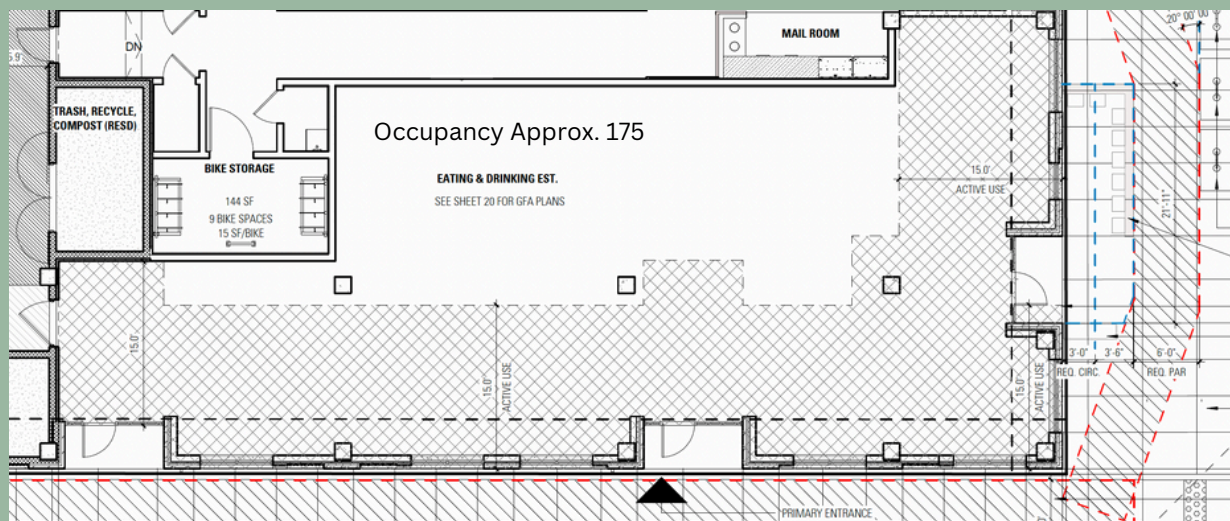 20° 00' 00"
MAIL ROOM
DN
5.9'
TRASH, RECYCLE,
COMPOST (RESD)
Occupancy Approx. 175
BIKE STORAGE
144 SF
9 BIKE SPACES
15 SF/BIKE
EATING & DRINKING EST.
SEE SHEET 20 FOR GFA PLANS
15.0'
ACTIVE USE
21'-11"
15.0'
15.0'
ACTIVE USE
15.0'
ACTIVE USE
3'-0"
3'-6"
6'-0"
REQ. CIRC.
REQ. PAR
PRIMARY ENTRANCE